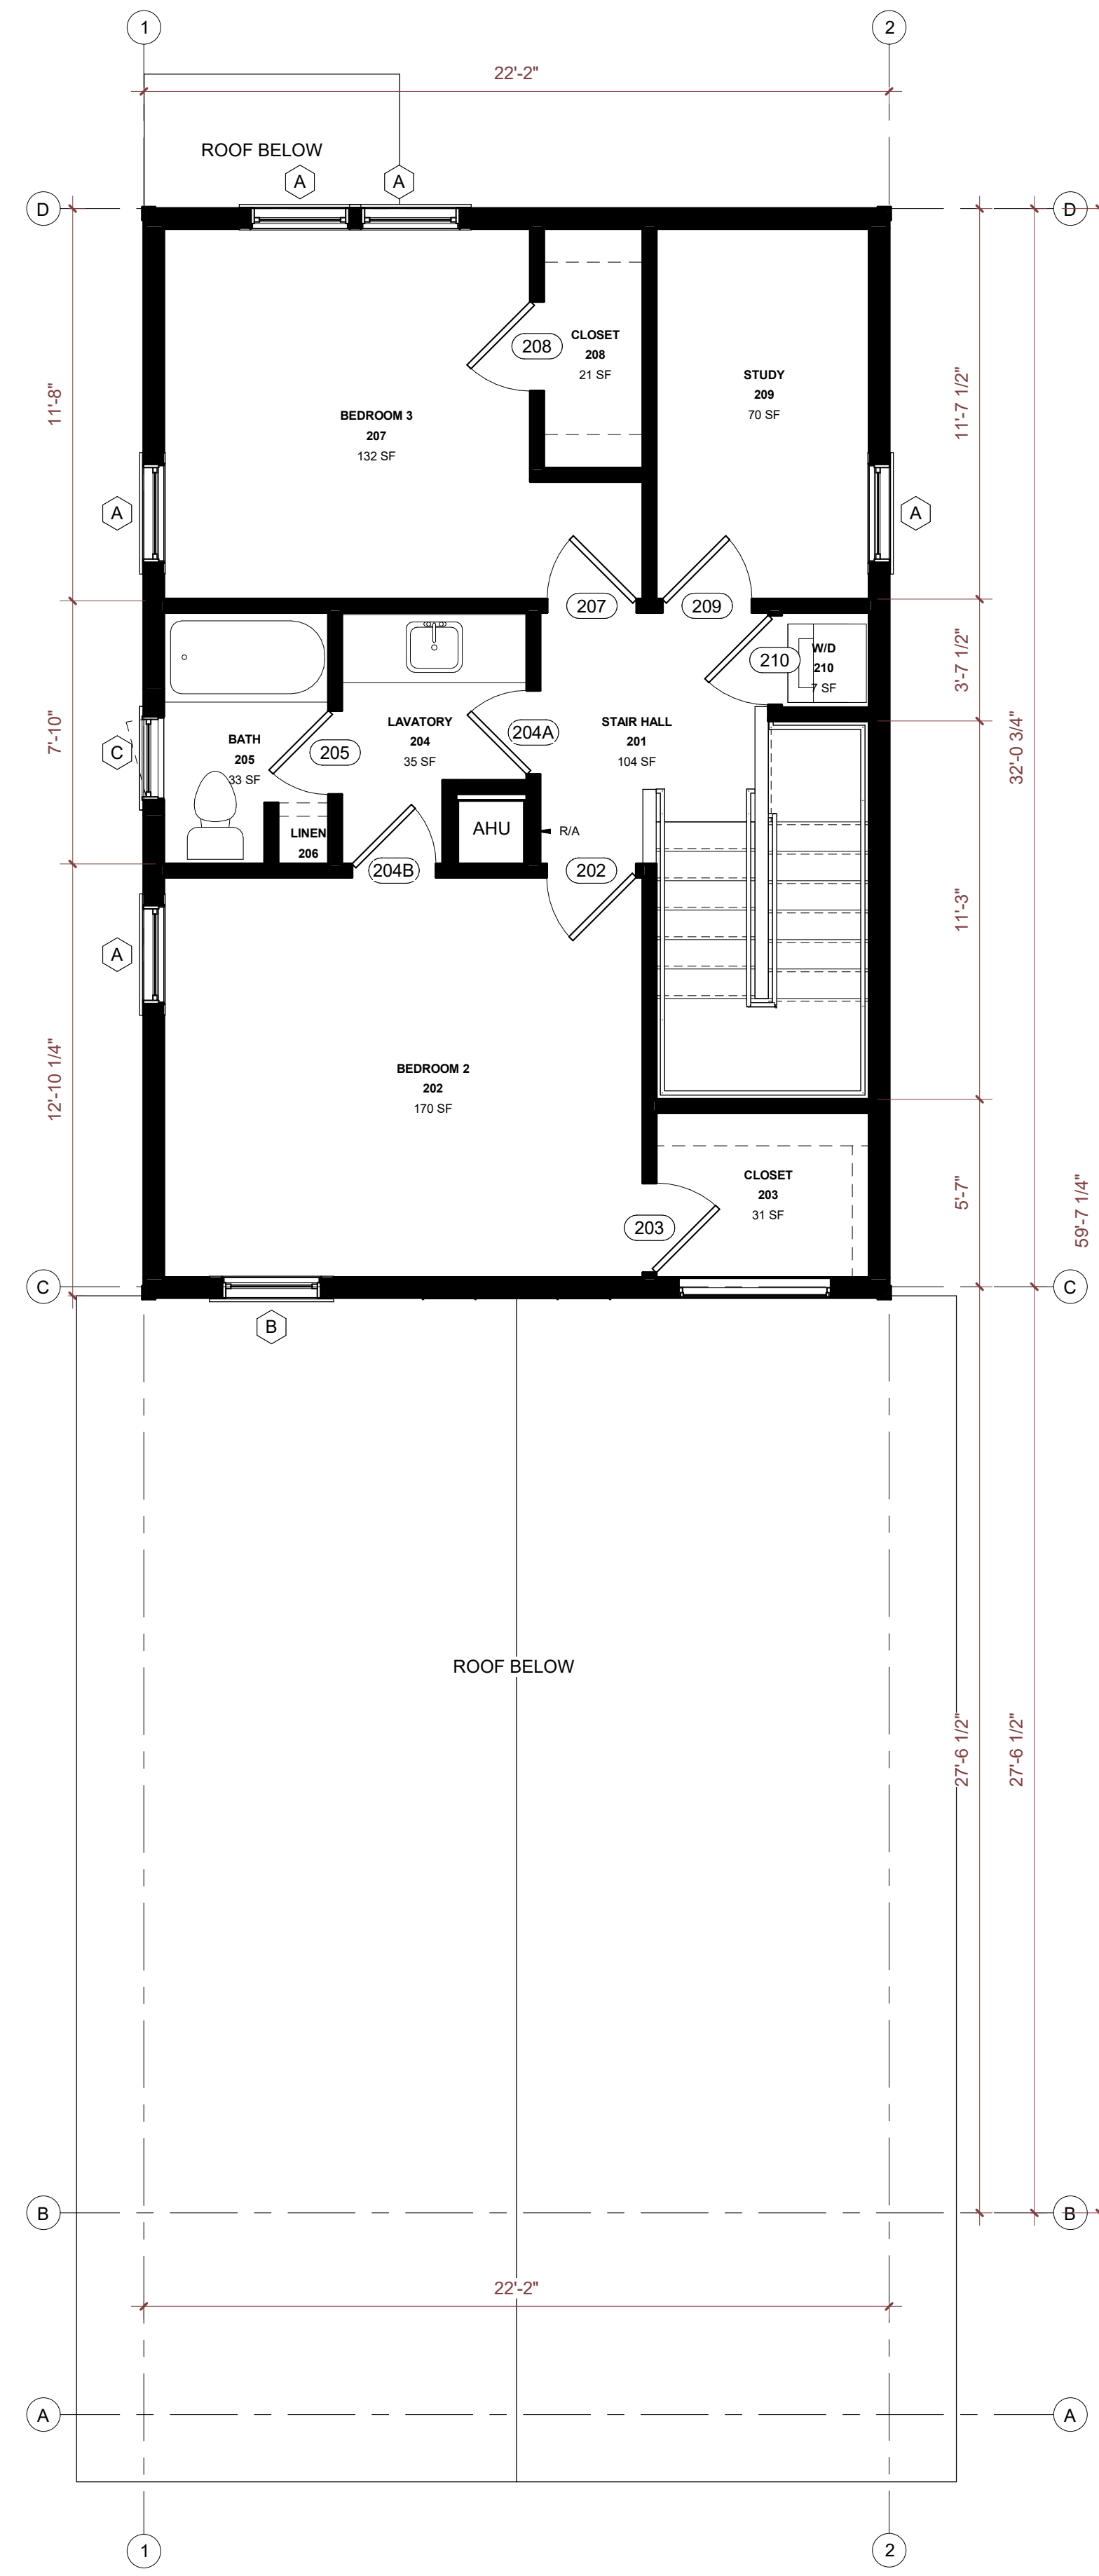 1
2
22'-2"
ROOF BELOW
A
A
D
D
CLOSET
208
21 SF
208
STUDY
209
70 SF
11'-8"
11'-7 1/2"
BEDROOM 3
207
132 SF
A
A
207
209
W/D
210
7 SF
210
3'-7 1/2"
LAVATORY
204
35 SF
204A
STAIR HALL
201
104 SF
BATH
205
33 SF
205
C
7'-10"
32'-0 3/4"
LINEN
206
AHU
R/A
204B
202
11'-3"
A
BEDROOM 2
202
170 SF
12'-10 1/4"
CLOSET
203
31 SF
203
5'-7"
59'-7 1/4"
C
C
B
ROOF BELOW
27'-6 1/2"
27'-6 1/2"
B
B
22'-2"
A
A
1
2